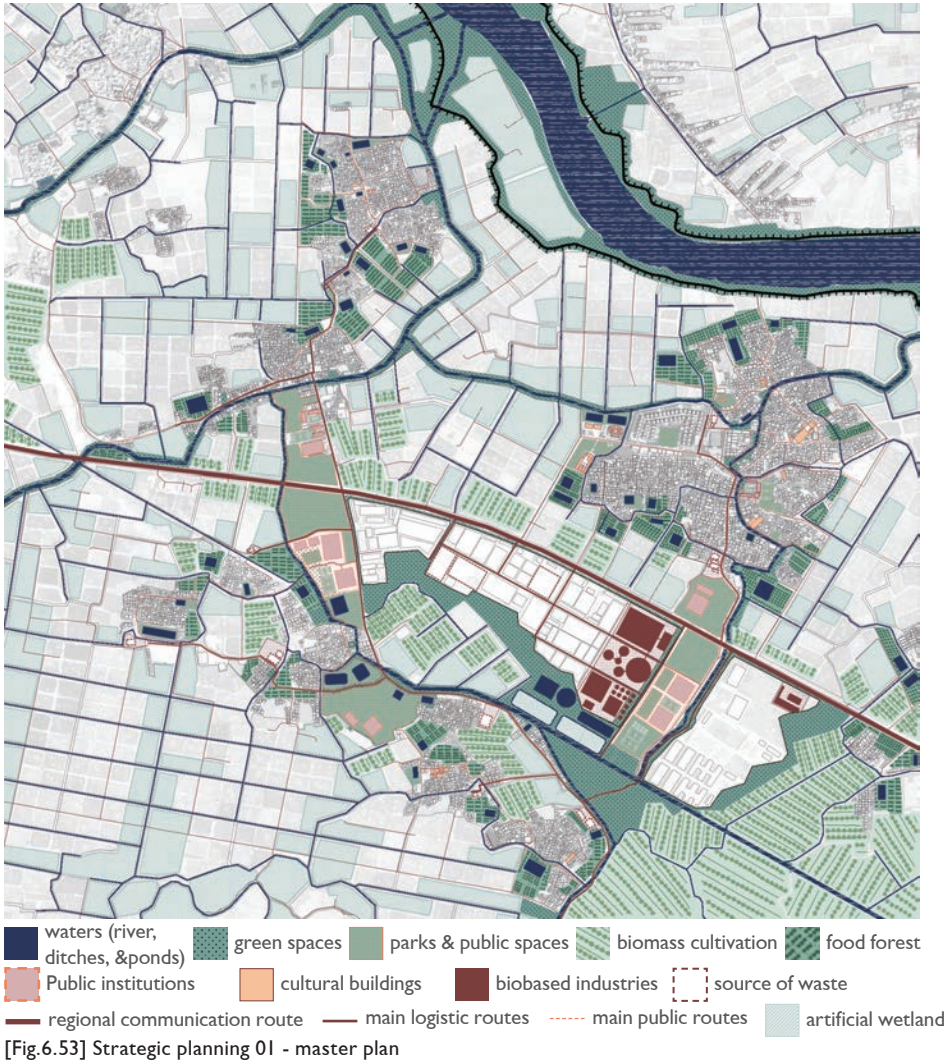 waters (river,
ditches, &ponds)
green spaces
parks & public spaces
biomass cultivation
food forest
Public institutions
cultural buildings
biobased industries
source of waste
regional communication route
main logistic routes
main public routes
artificial wetland
[Fig.6.53] Strategic planning 01 - master plan